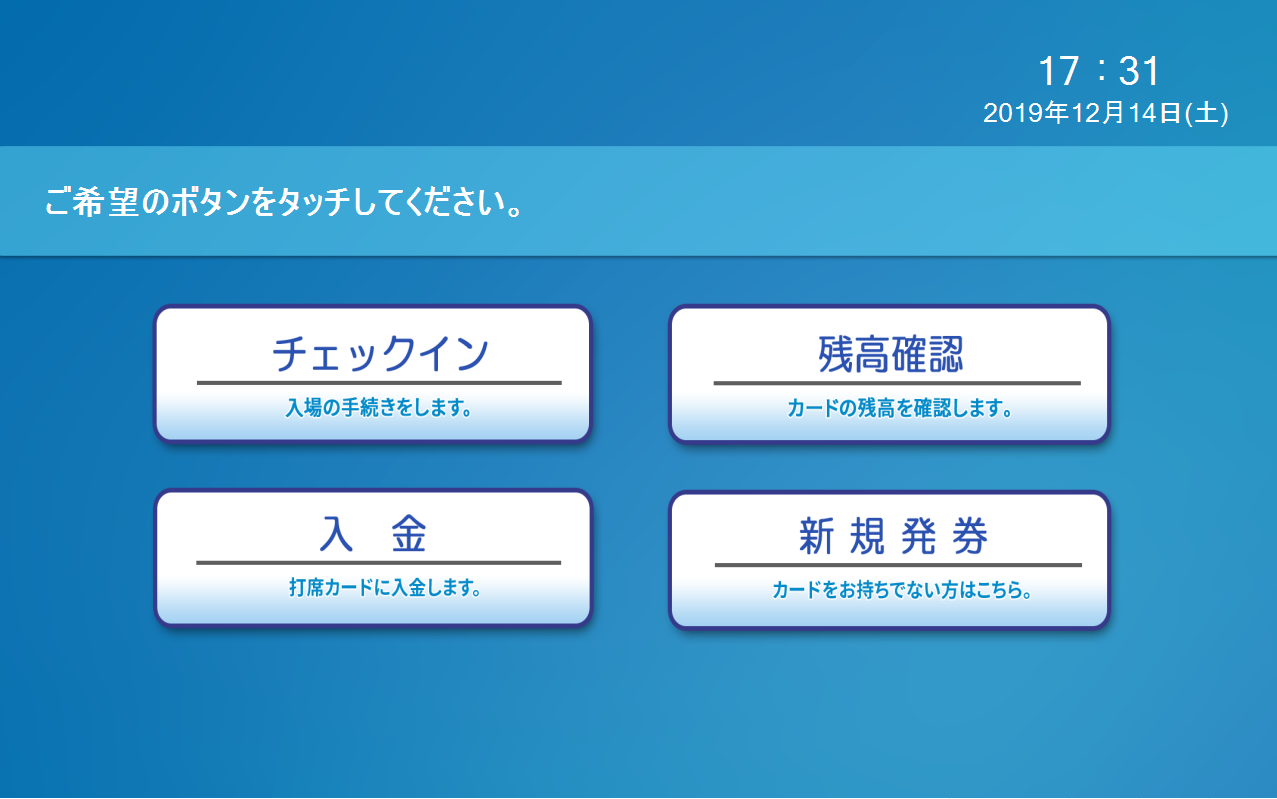 17：31
2019年12月14日(土)
ご希望のボタンをタッチしてください。
チェックイン
入場の手続きをします。
残高確認
カードの残高を確認します。
入　金
打席カードに入金します。
新 規 発 券
カードをお持ちでない方はこちら。